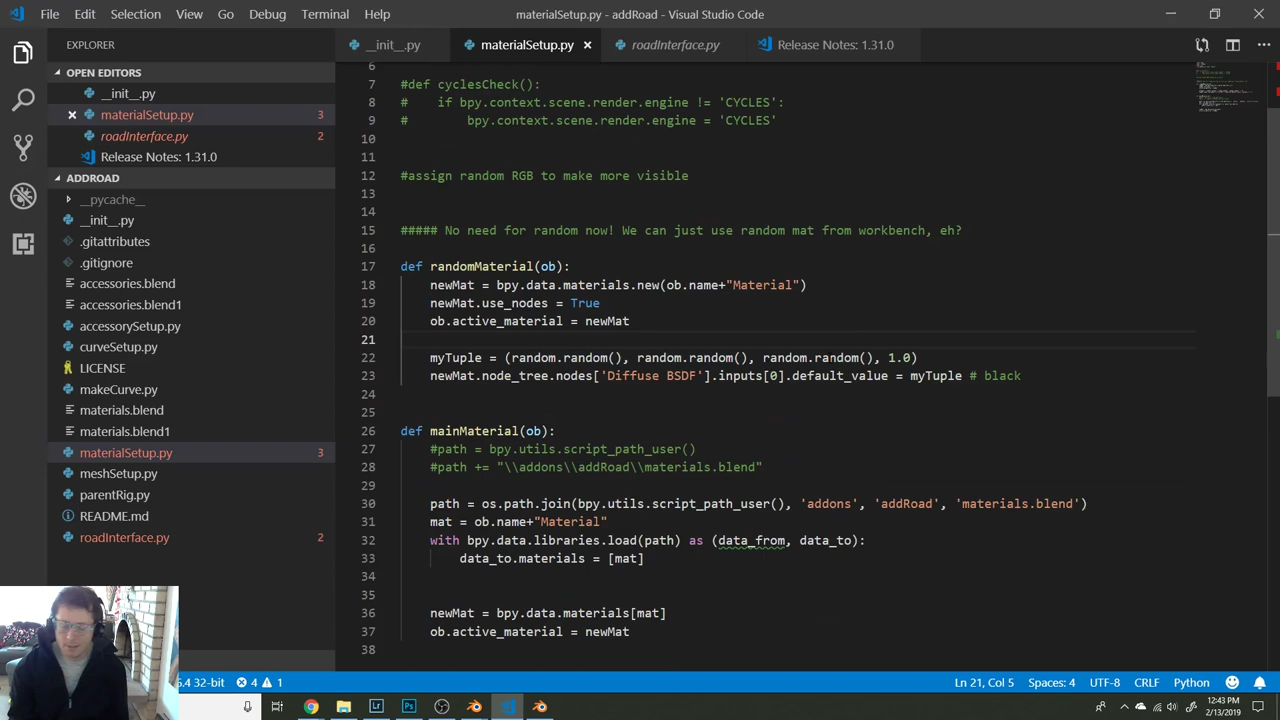 File Edit Selection View Go Debug Terminal Help
materialSetup.py - addRoad - Visual Studio Code
EXPLORER
__init__.py
materialSetup.py
roadInterface.py
Release Notes: 1.31.0
OPEN EDITORS
__init__.py
materialSetup.py 3
roadInterface.py 2
Release Notes: 1.31.0
ADDROAD
__pycache__
__init__.py
.gitattributes
.gitignore
accessories.blend
accessories.blend1
accessorySetup.py
curveSetup.py
LICENSE
makeCurve.py
materials.blend
materials.blend1
materialSetup.py 3
meshSetup.py
parentRig.py
README.md
roadInterface.py 2
6
7 #def cyclesCheck():
8 #    if bpy.context.scene.render.engine != 'CYCLES':
9 #        bpy.context.scene.render.engine = 'CYCLES'
10
11
12 #assign random RGB to make more visible
13
14
15 ##### No need for random now! We can just use random mat from workbench, eh?
16
17 def randomMaterial(ob):
18     newMat = bpy.data.materials.new(ob.name+"Material")
19     newMat.use_nodes = True
20     ob.active_material = newMat
21
22     myTuple = (random.random(), random.random(), random.random(), 1.0)
23     newMat.node_tree.nodes['Diffuse BSDF'].inputs[0].default_value = myTuple # black
24
25
26 def mainMaterial(ob):
27     #path = bpy.utils.script_path_user()
28     #path += "\\addons\\addRoad\\materials.blend"
29
30     path = os.path.join(bpy.utils.script_path_user(), 'addons', 'addRoad', 'materials.blend')
31     mat = ob.name+"Material"
32     with bpy.data.libraries.load(path) as (data_from, data_to):
33         data_to.materials = [mat]
34
35
36     newMat = bpy.data.materials[mat]
37     ob.active_material = newMat
38
5.4 32-bit 4 1 Ln 21, Col 5 Spaces: 4 UTF-8 CRLF Python
12:43 PM
2/13/2019